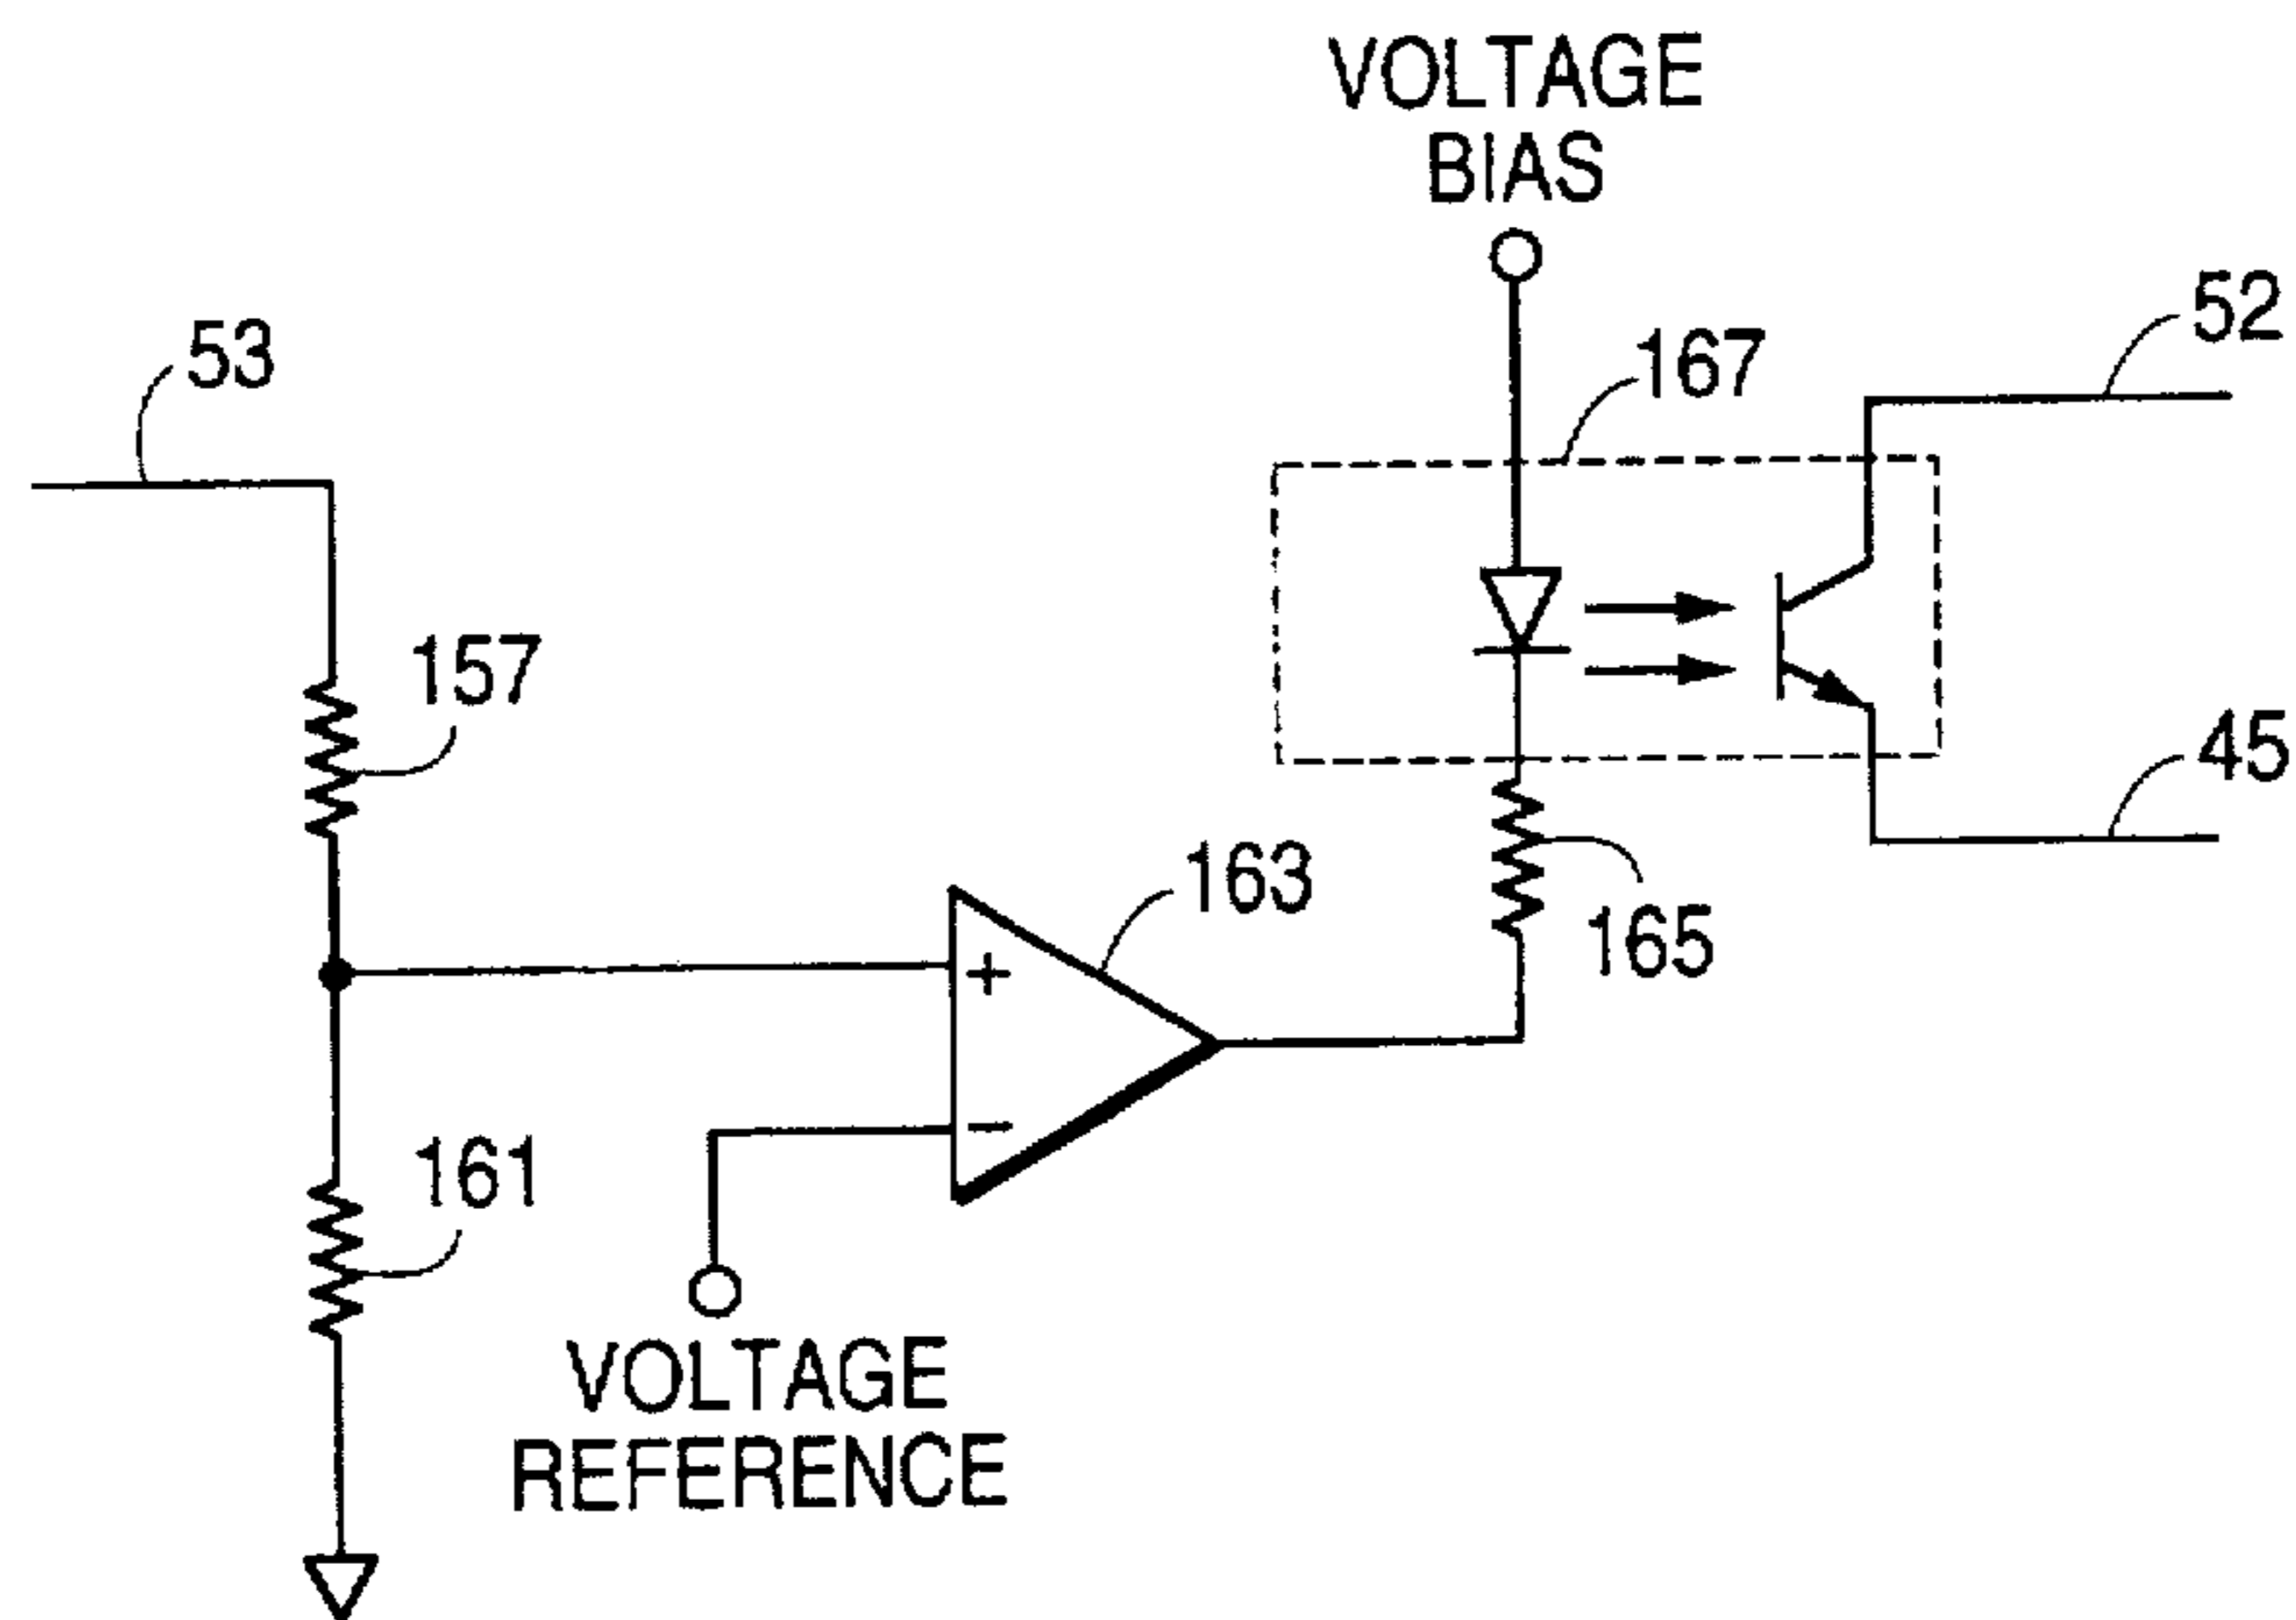 VOLTAGE
BIAS
53
167
52
157
45
163
165
+
−
161
VOLTAGE
REFERENCE